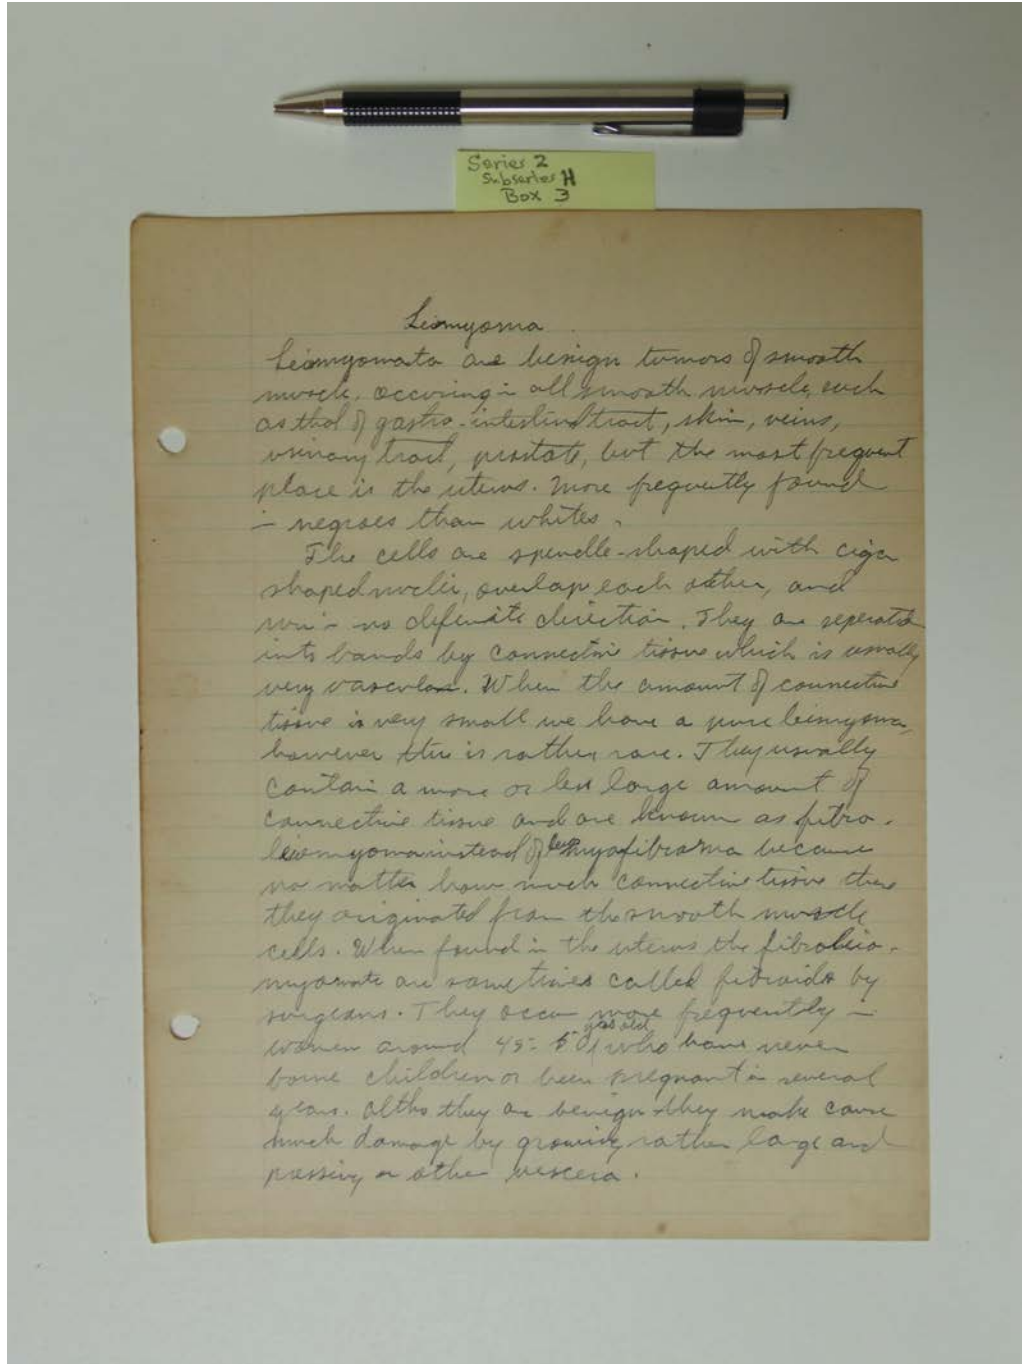 Series 2
Subseries H
Box 3
Leiomyoma
Leiomyomata are benign tumors of smooth
muscle. occuring in all smooth muscle, such
as that of gastro-intestinal tract, skin, veins,
urinary tract, prostate, but the most frequent
place is the uterus. More frequently found
in negroes than whites.
The cells are spindle-shaped with cigar
shaped nuclei, overlap each other, and
run in no definite direction. They are seperated
into bands by connective tissue which is usually
very vascular. When the amount of connective
tissue is very small we have a pure leiomyoma,
however this is rather rare. They usually
contain a more or less large amount of
connective tissue and are known as fibro-
leiomyoma instead of leiomyofibroma because
no matter how much connective tissue there
they originated from the smooth muscle
cells. When found in the uterus the fibroleio-
myomata are sometimes called fibroids by
surgeons. They occur more frequently in
women around 45-50 yrs old who have never
borne children or been pregnant in several
years. Altho they are benign they make cause
much damage by growing rather large and
pressing on other viscera.